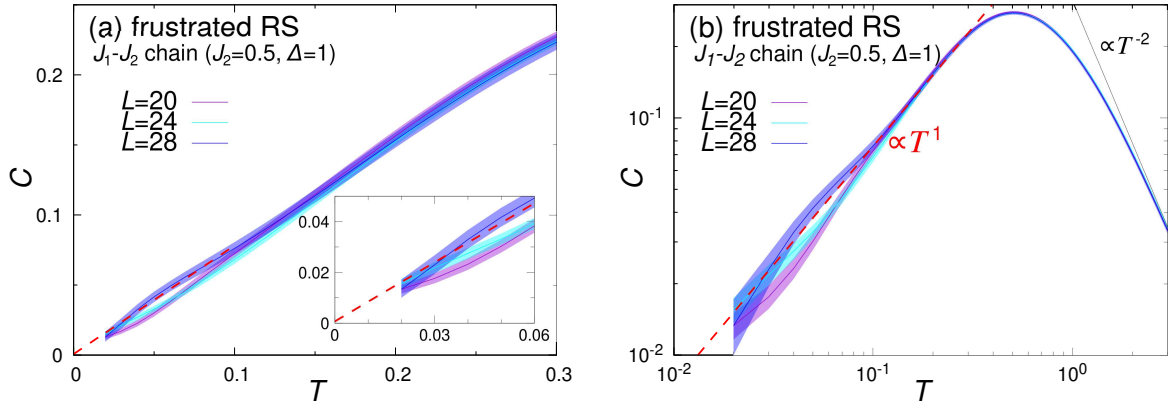 (a) frustrated RS
J₁-J₂ chain (J₂=0.5, Δ=1)
L=20
L=24
L=28
C
0.2
0.1
0
0
0.1
0.2
0.3
T
0.04
0.02
0
0
0.03
0.06
(b) frustrated RS
J₁-J₂ chain (J₂=0.5, Δ=1)
∝T⁻²
L=20
L=24
L=28
∝T¹
C
10⁻¹
10⁻²
10⁻²
10⁻¹
10⁰
T